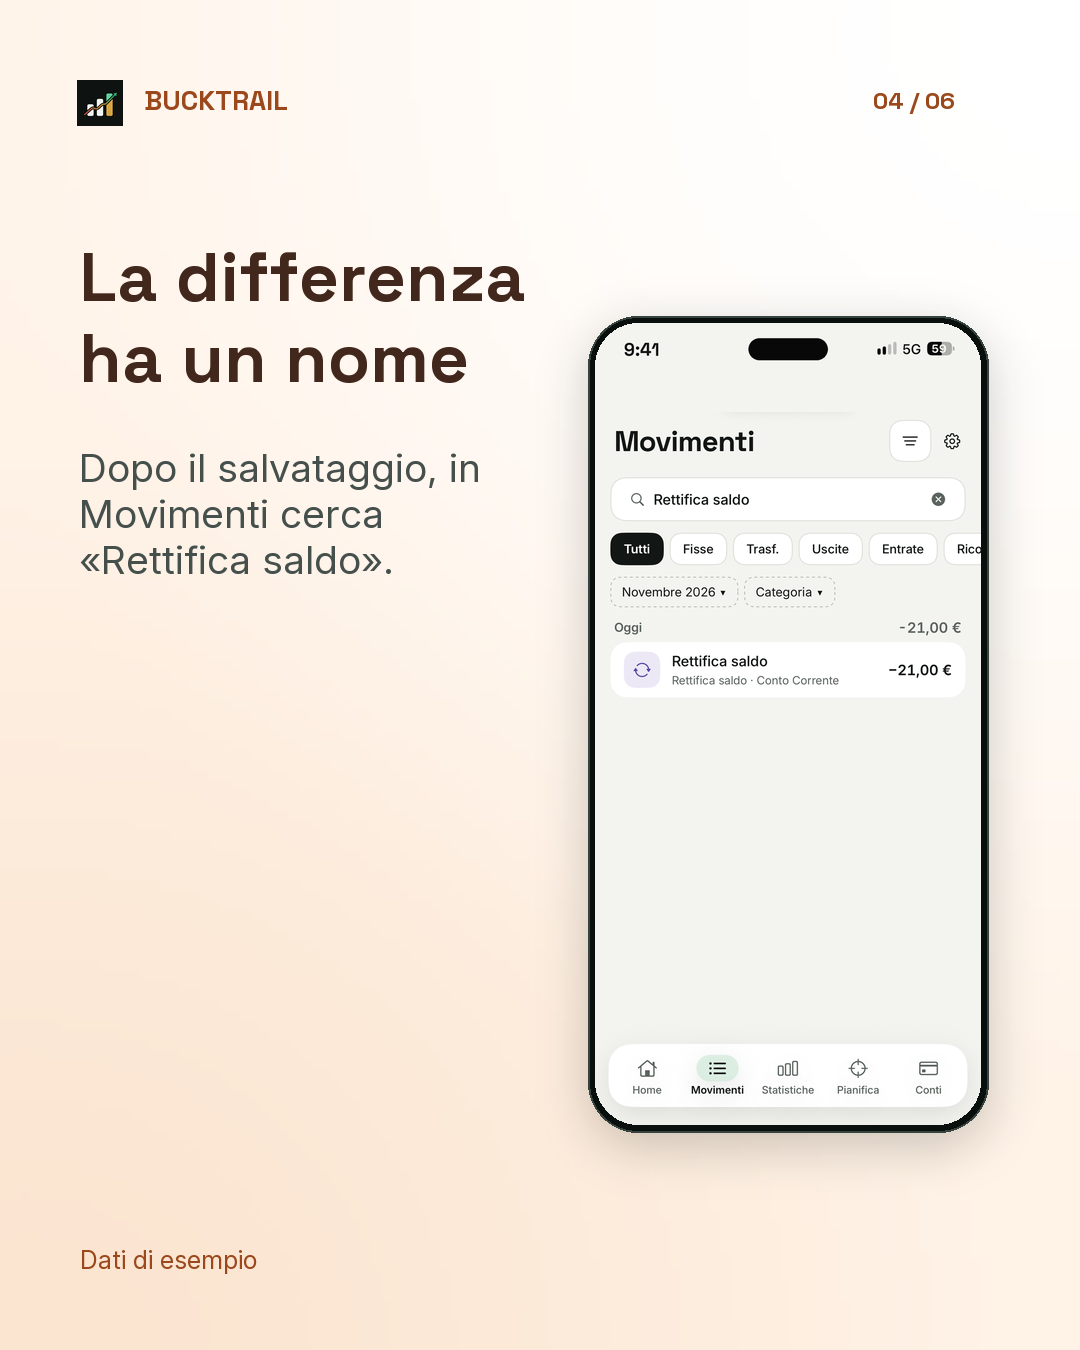 BUCKTRAIL
04 / 06
La differenza
ha un nome
Dopo il salvataggio, in
Movimenti cerca
«Rettifica saldo».
9:41
5G
59
Movimenti
Rettifica saldo
Tutti
Fisse
Trasf.
Uscite
Entrate
Rico
Novembre 2026 ▾
Categoria ▾
Oggi
-21,00 €
Rettifica saldo
−21,00 €
Rettifica saldo · Conto Corrente
Home
Movimenti
Statistiche
Pianifica
Conti
Dati di esempio